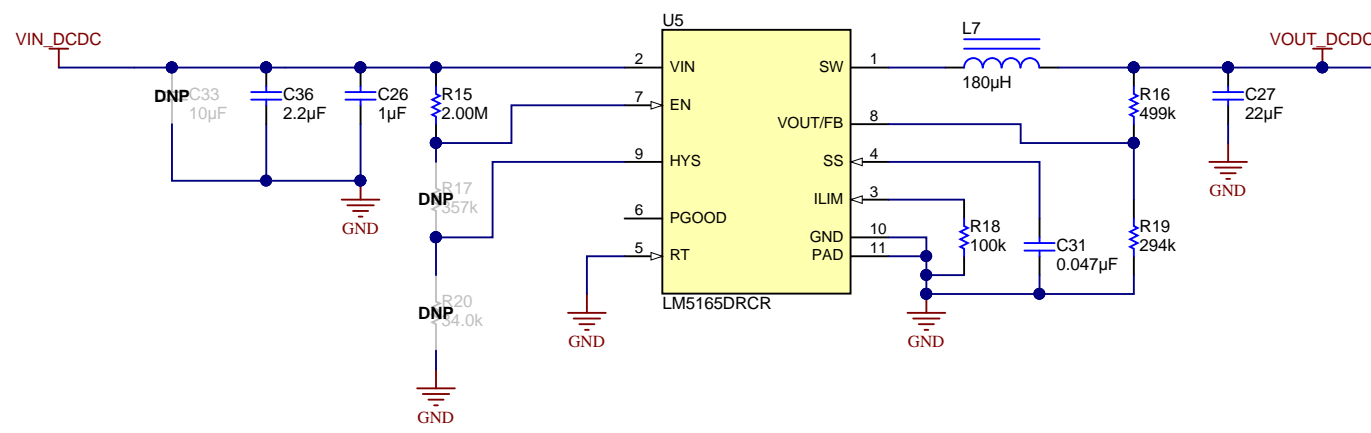 U5
L7
VIN_DCDC
VOUT_DCDC
2
VIN
SW
1
180µH
DNP
C33
10µF
C36
2.2µF
C26
1µF
R15
2.00M
7
EN
R16
499k
C27
22µF
VOUT/FB
8
9
HYS
SS
4
GND
DNP
R17
357k
ILIM
3
GND
6
PGOOD
GND
10
R18
100k
R19
294k
5
RT
PAD
11
C31
0.047µF
DNP
R20
34.0k
LM5165DRCR
GND
GND
GND